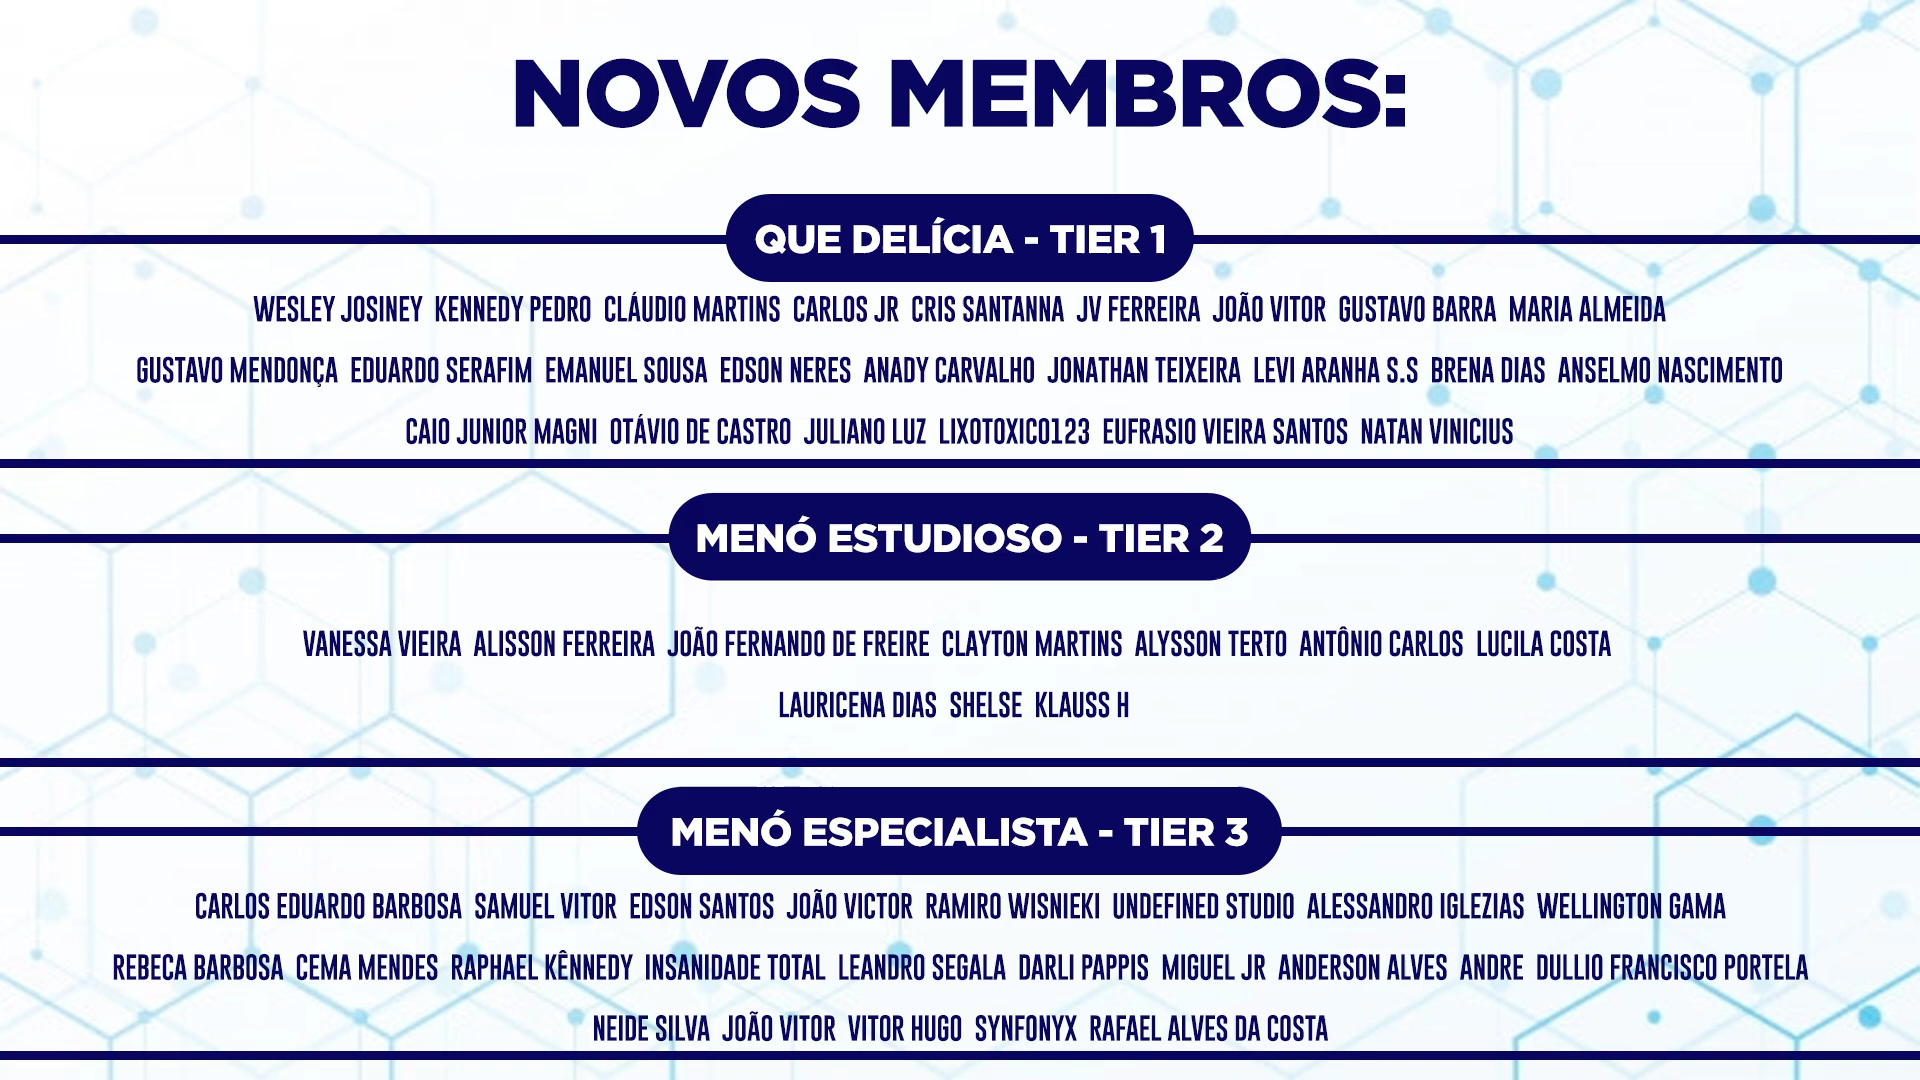 NOVOS MEMBROS:
QUE DELÍCIA - TIER 1
WESLEY JOSINEY KENNEDY PEDRO CLÁUDIO MARTINS CARLOS JR CRIS SANTANNA JV FERREIRA JOÃO VITOR GUSTAVO BARRA MARIA ALMEIDA
GUSTAVO MENDONÇA EDUARDO SERAFIM EMANUEL SOUSA EDSON NERES ANADY CARVALHO JONATHAN TEIXEIRA LEVI ARANHA S.S BRENA DIAS ANSELMO NASCIMENTO
CAIO JUNIOR MAGNI OTÁVIO DE CASTRO JULIANO LUZ LIXOTOXICO123 EUFRASIO VIEIRA SANTOS NATAN VINICIUS
MENÓ ESTUDIOSO - TIER 2
VANESSA VIEIRA ALISSON FERREIRA JOÃO FERNANDO DE FREIRE CLAYTON MARTINS ALYSSON TERTO ANTÔNIO CARLOS LUCILA COSTA
LAURICENA DIAS SHELSE KLAUSS H
MENÓ ESPECIALISTA - TIER 3
CARLOS EDUARDO BARBOSA SAMUEL VITOR EDSON SANTOS JOÃO VICTOR RAMIRO WISNIEKI UNDEFINED STUDIO ALESSANDRO IGLEZIAS WELLINGTON GAMA
REBECA BARBOSA CEMA MENDES RAPHAEL KÊNNEDY INSANIDADE TOTAL LEANDRO SEGALA DARLI PAPPIS MIGUEL JR ANDERSON ALVES ANDRE DULLIO FRANCISCO PORTELA
NEIDE SILVA JOÃO VITOR VITOR HUGO SYNFONYX RAFAEL ALVES DA COSTA